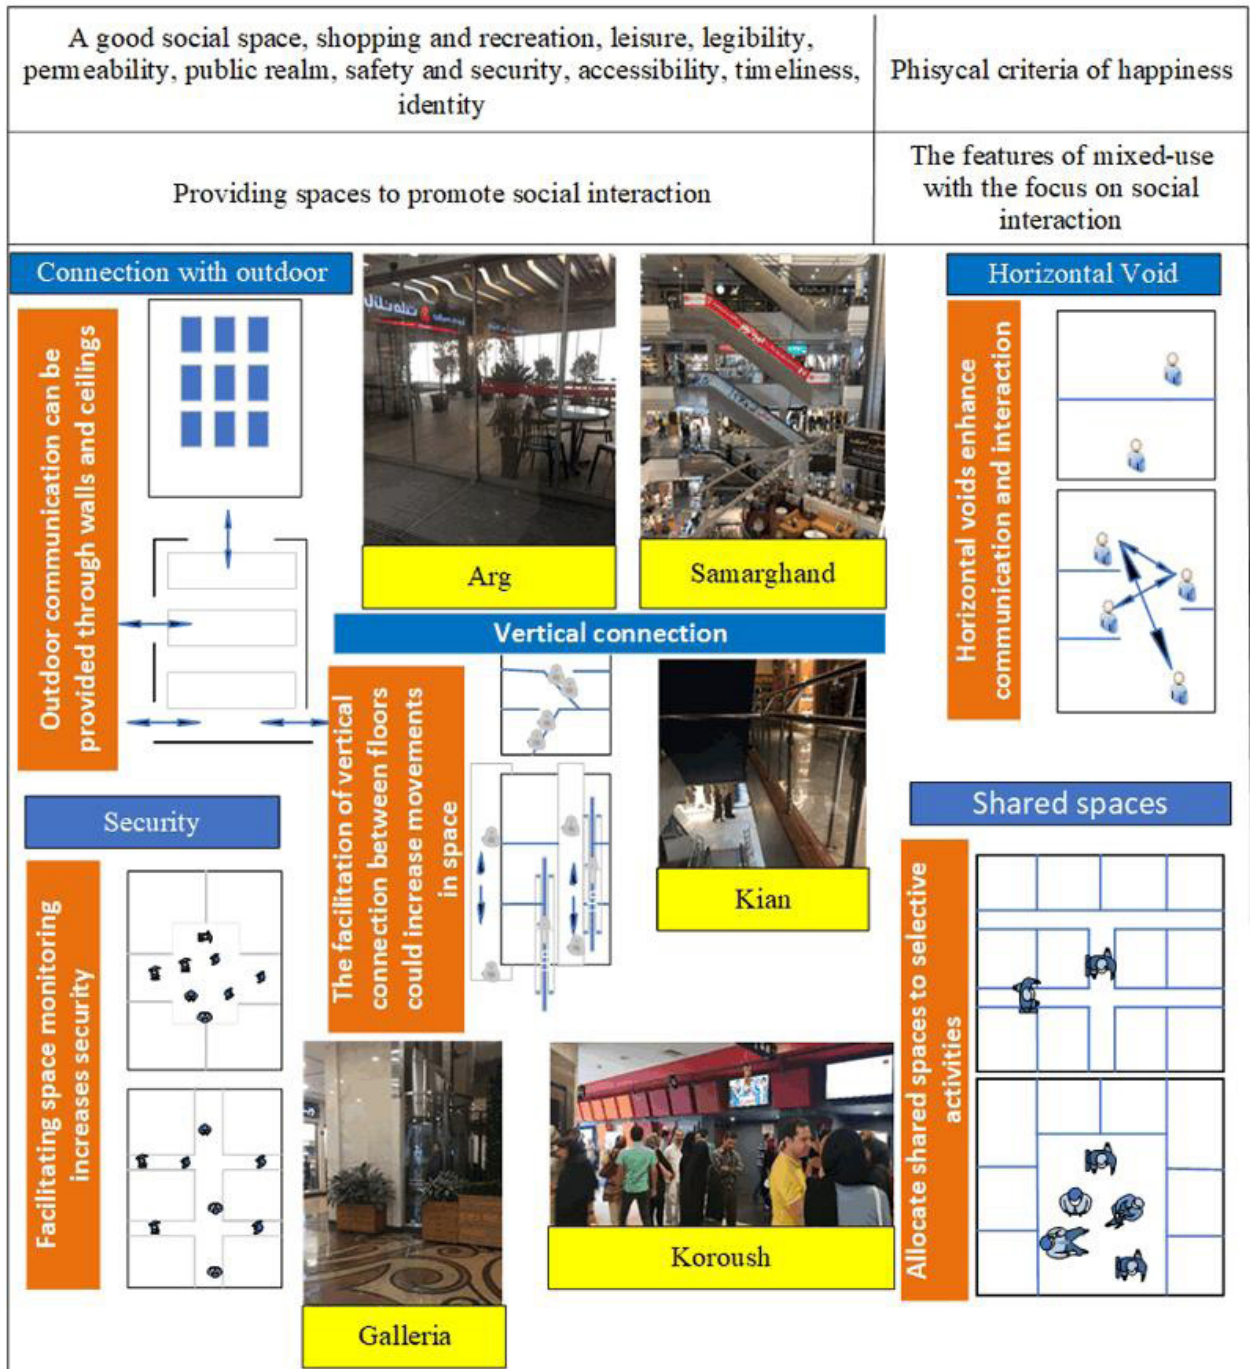 A good social space, shopping and recreation, leisure, legibility,
permeability, public realm, safety and security, accessibility, timeliness,
identity
Phisycal criteria of happiness
Providing spaces to promote social interaction
The features of mixed-use
with the focus on social
interaction
Connection with outdoor
Outdoor communication can be
provided through walls and ceilings
Arg
Samarghand
Horizontal Void
Horizontal voids enhance
communication and interaction
Vertical connection
The facilitation of vertical
connection between floors
could increase movements
in space
Kian
Security
Facilitating space monitoring
increases security
Shared spaces
Allocate shared spaces to selective
activities
Galleria
Koroush